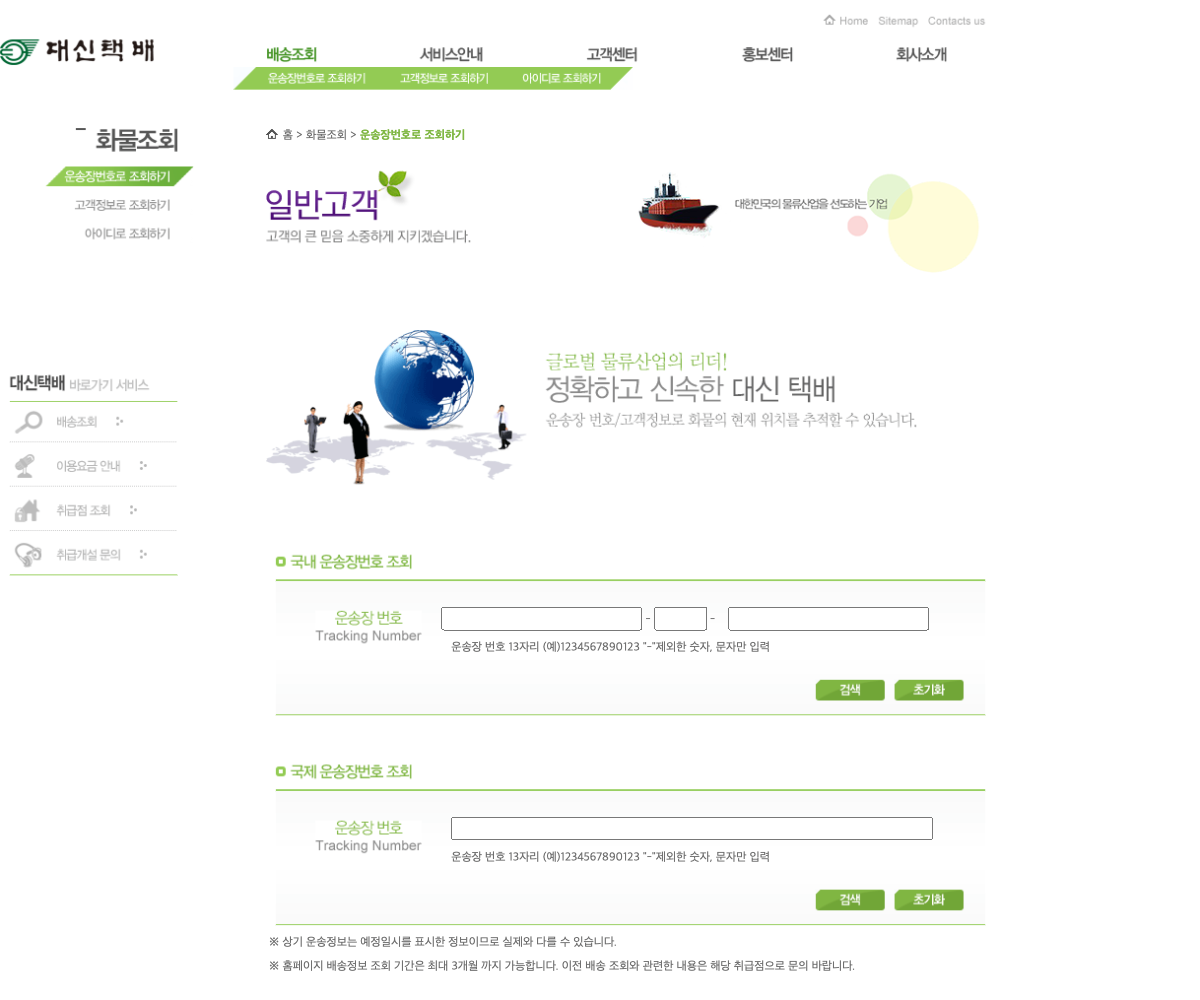 Home Sitemap Contacts us
대신택배
배송조회 서비스안내 고객센터 홍보센터 회사소개
운송장번호로 조회하기 고객정보로 조회하기 아이디로 조회하기
화물조회
운송장번호로 조회하기
고객정보로 조회하기
아이디로 조회하기
대신택배 바로가기 서비스
배송조회
이용요금 안내
취급점 조회
취급개설 문의
홈 > 화물조회 > 운송장번호로 조회하기
일반고객
고객의 큰 믿음 소중하게 지키겠습니다.
대한민국의 물류산업을 선도하는 기업
글로벌 물류산업의 리더!
정확하고 신속한 대신 택배
운송장 번호/고객정보로 화물의 현재 위치를 추적할 수 있습니다.
국내 운송장번호 조회
운송장 번호
Tracking Number
- -
운송장 번호 13자리 (예)1234567890123 "-"제외한 숫자, 문자만 입력
검색 초기화
국제 운송장번호 조회
운송장 번호
Tracking Number
운송장 번호 13자리 (예)1234567890123 "-"제외한 숫자, 문자만 입력
검색 초기화
※ 상기 운송정보는 예정일시를 표시한 정보이므로 실제와 다를 수 있습니다.
※ 홈페이지 배송정보 조회 기간은 최대 3개월 까지 가능합니다. 이전 배송 조회와 관련한 내용은 해당 취급점으로 문의 바랍니다.